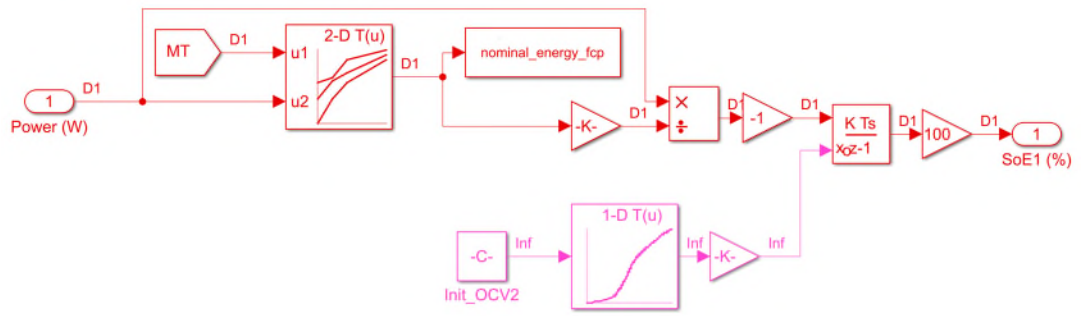 MT
D1
2-D T(u)
u1
u2
D1
nominal_energy_fcp
1
D1
Power (W)
-K-
D1
×
÷
D1
-1
D1
K Ts
xo z-1
D1
100
D1
1
SoE1 (%)
-C-
Inf
Init_OCV2
1-D T(u)
Inf
-K-
Inf